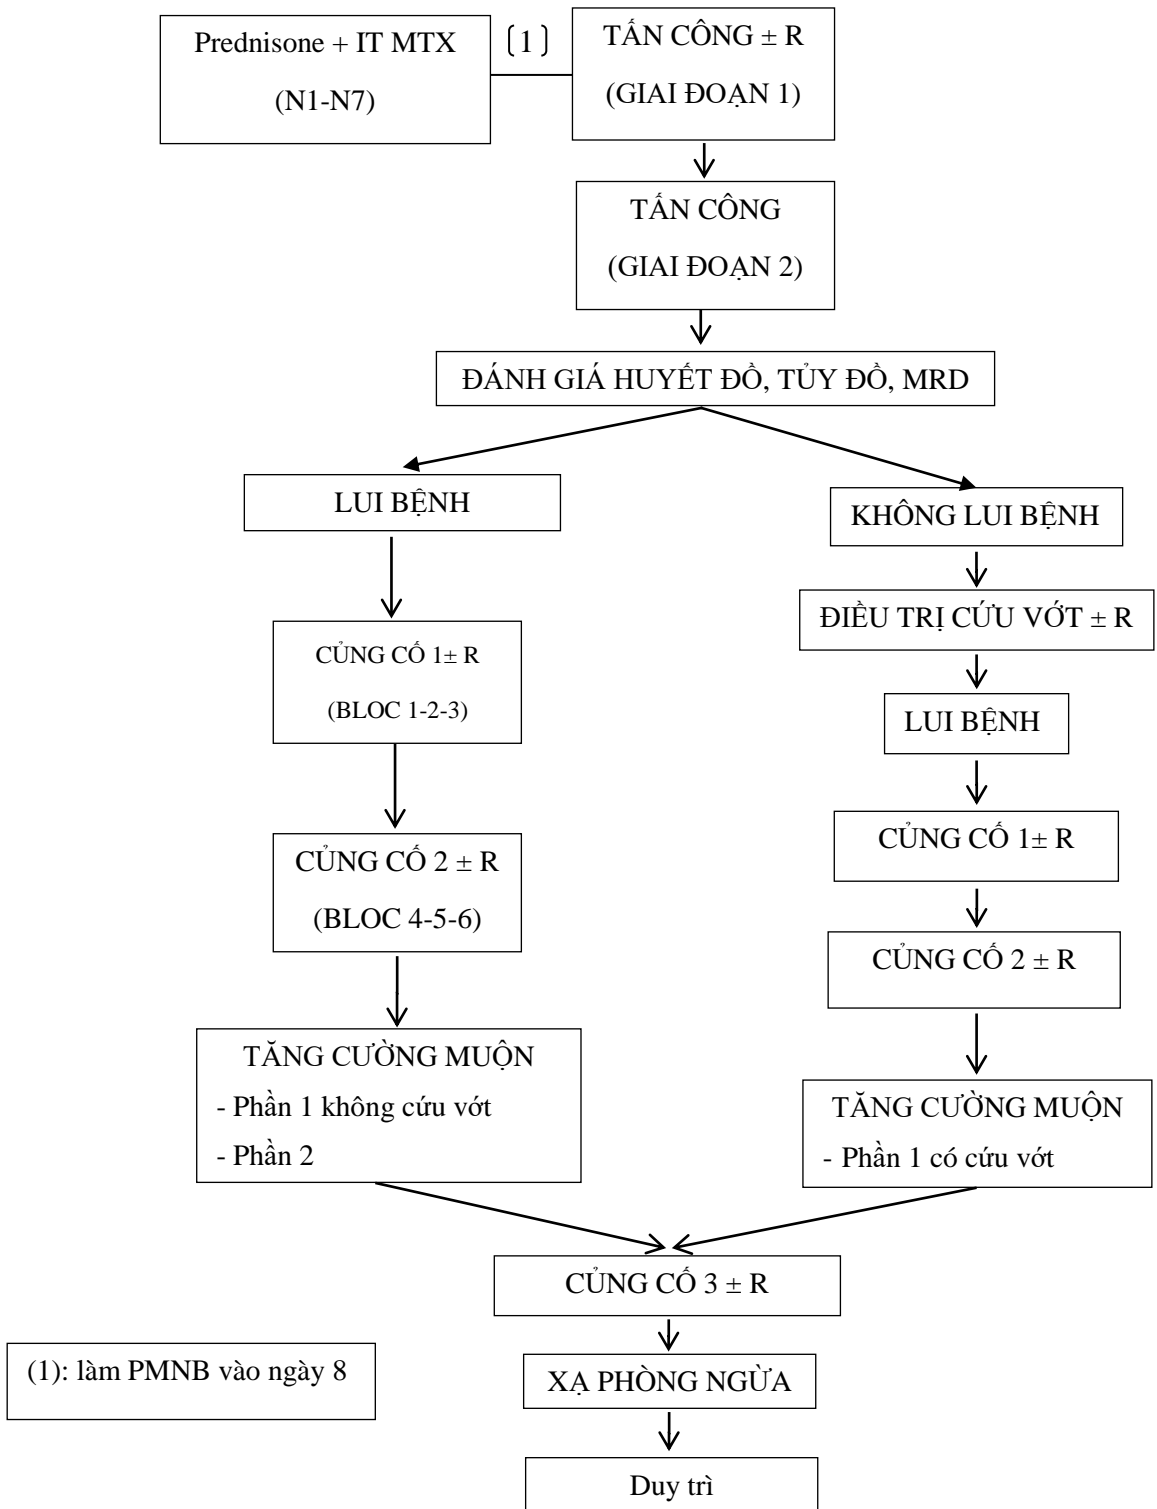 Prednisone + IT MTX
(N1-N7)
(1)
TẤN CÔNG ± R
(GIAI ĐOẠN 1)
TẤN CÔNG
(GIAI ĐOẠN 2)
ĐÁNH GIÁ HUYẾT ĐỒ, TỦY ĐỒ, MRD
LUI BỆNH
KHÔNG LUI BỆNH
CỦNG CỐ 1± R
(BLOC 1-2-3)
CỦNG CỐ 2 ± R
(BLOC 4-5-6)
TĂNG CƯỜNG MUỘN
- Phần 1 không cứu vớt
- Phần 2
ĐIỀU TRỊ CỨU VỚT ± R
LUI BỆNH
CỦNG CỐ 1± R
CỦNG CỐ 2 ± R
TĂNG CƯỜNG MUỘN
- Phần 1 có cứu vớt
CỦNG CỐ 3 ± R
XẠ PHÒNG NGỪA
Duy trì
(1): làm PMNB vào ngày 8